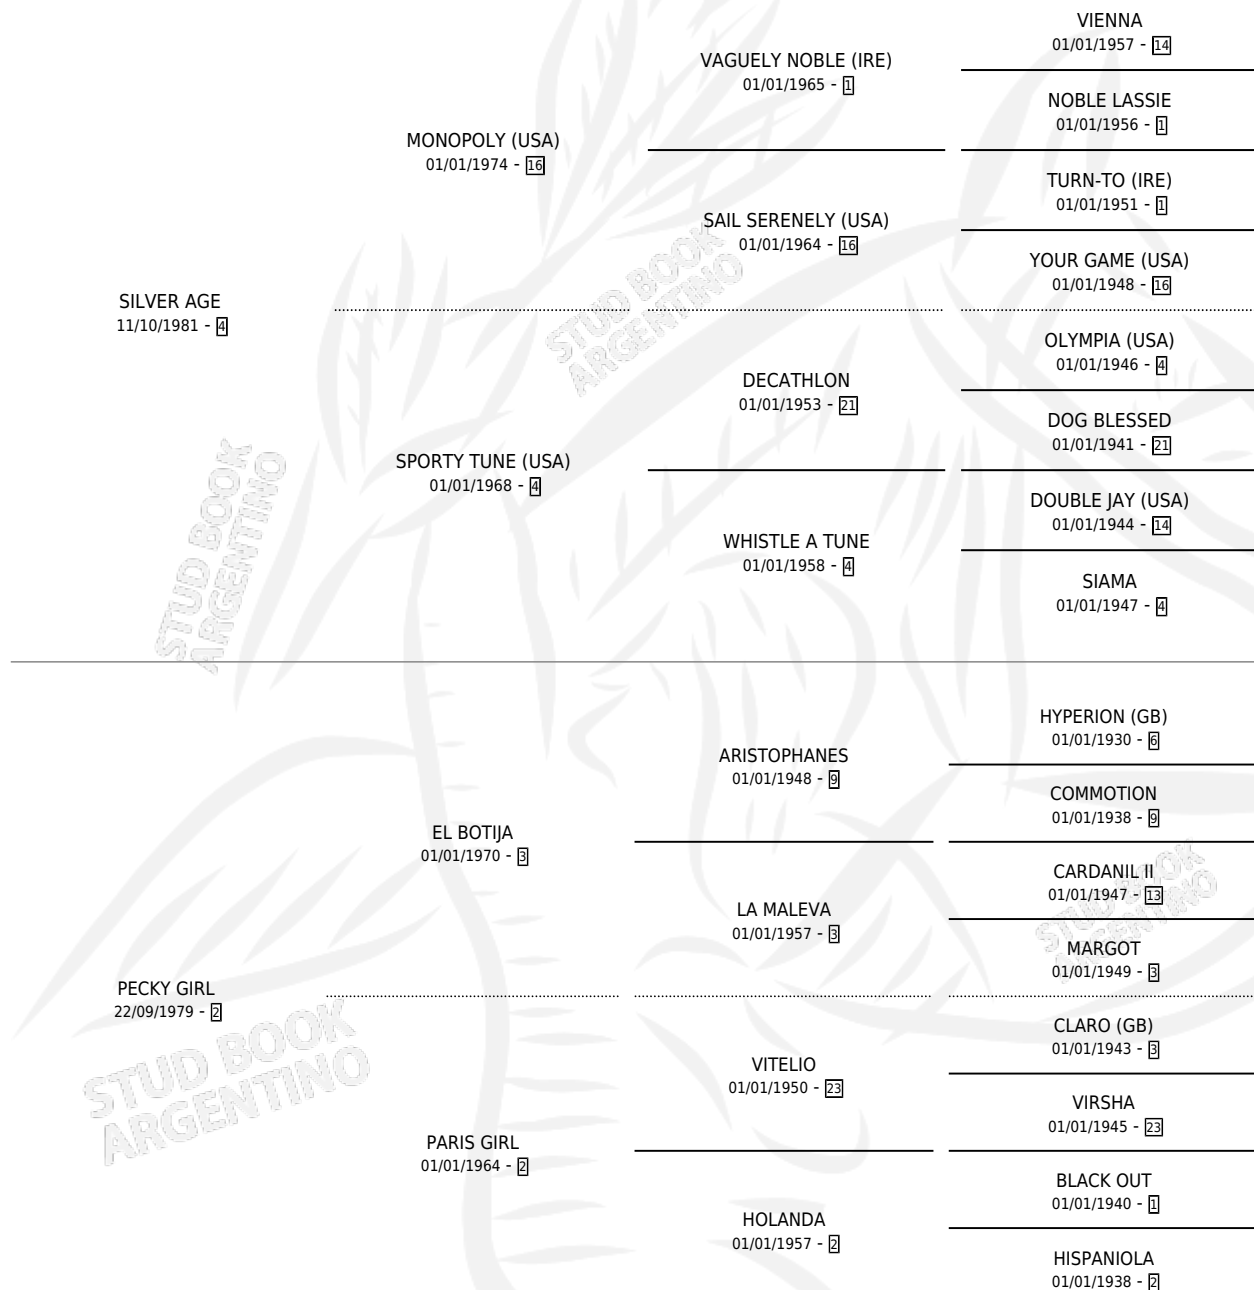 VIENNA
01/01/1957 - 14
VAGUELY NOBLE (IRE)
01/01/1965 - 1
NOBLE LASSIE
01/01/1956 - 1
MONOPOLY (USA)
01/01/1974 - 16
TURN-TO (IRE)
01/01/1951 - 1
SAIL SERENELY (USA)
01/01/1964 - 16
YOUR GAME (USA)
01/01/1948 - 16
SILVER AGE
11/10/1981 - 4
STUD BOOK
ARGENTINO
OLYMPIA (USA)
01/01/1946 - 4
DECATHLON
01/01/1953 - 21
DOG BLESSED
01/01/1941 - 21
SPORTY TUNE (USA)
01/01/1968 - 4
DOUBLE JAY (USA)
01/01/1944 - 14
WHISTLE A TUNE
01/01/1958 - 4
SIAMA
01/01/1947 - 4
STUD BOOK
ARGENTINO
HYPERION (GB)
01/01/1930 - 6
ARISTOPHANES
01/01/1948 - 9
COMMOTION
01/01/1938 - 9
EL BOTIJA
01/01/1970 - 3
CARDANIL II
01/01/1947 - 13
LA MALEVA
01/01/1957 - 3
MARGOT
01/01/1949 - 3
STUD BOOK
ARGENTINO
PECKY GIRL
22/09/1979 - 2
CLARO (GB)
01/01/1943 - 3
VITELIO
01/01/1950 - 23
VIRSHA
01/01/1945 - 23
STUD BOOK
ARGENTINO
PARIS GIRL
01/01/1964 - 2
BLACK OUT
01/01/1940 - 1
HOLANDA
01/01/1957 - 2
HISPANIOLA
01/01/1938 - 2